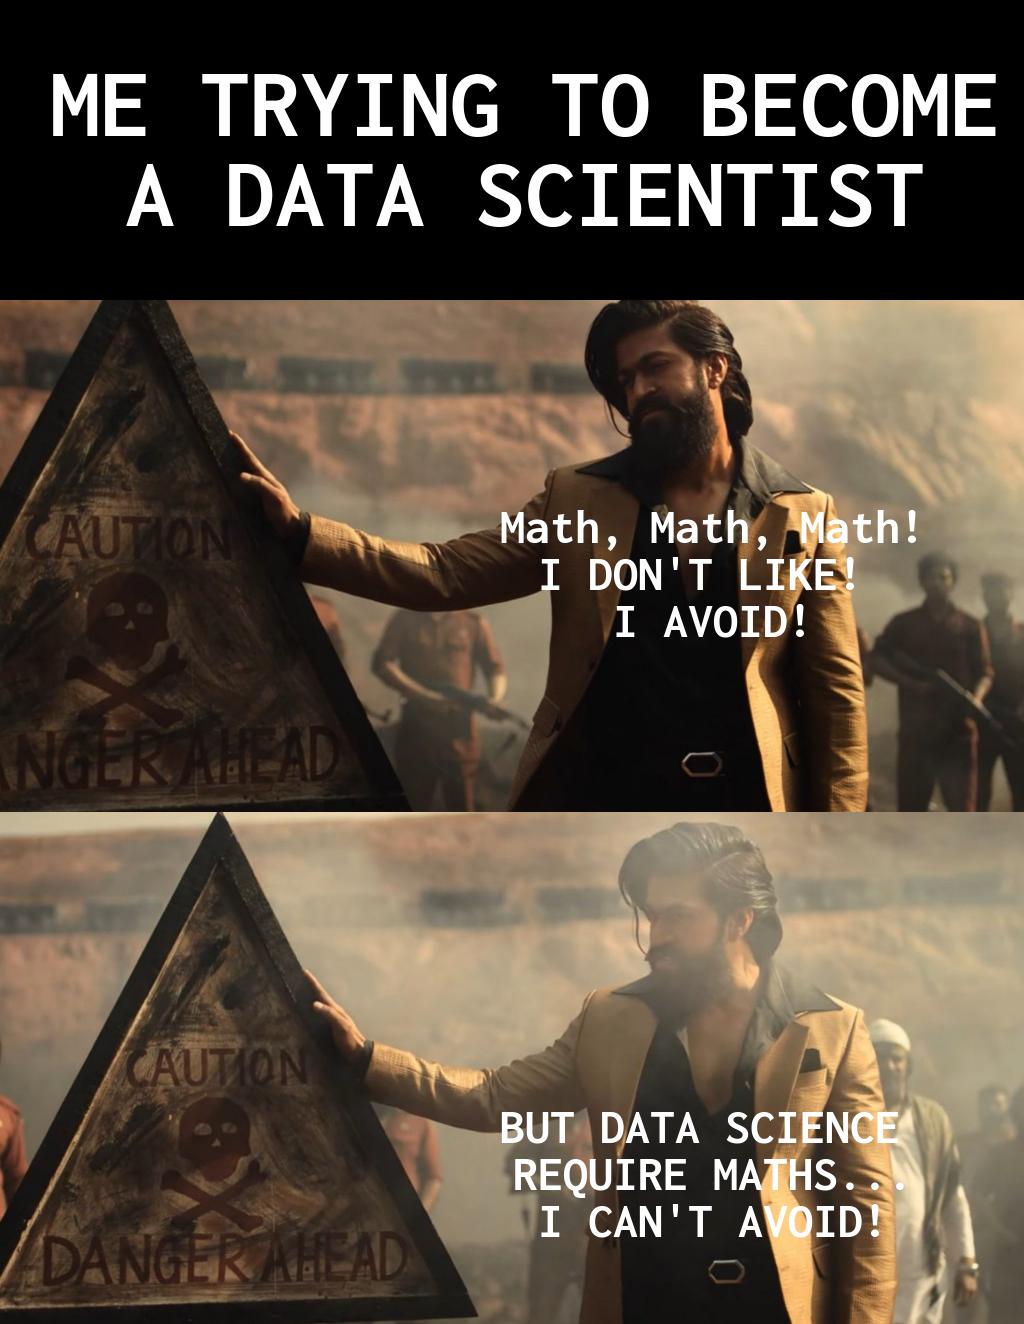 ME TRYING TO BECOME
A DATA SCIENTIST
CAUTION
NGER AHEAD
Math, Math, Math!
I DON'T LIKE!
I AVOID!
CAUTION
DANGER AHEAD
BUT DATA SCIENCE
REQUIRE MATHS...
I CAN'T AVOID!